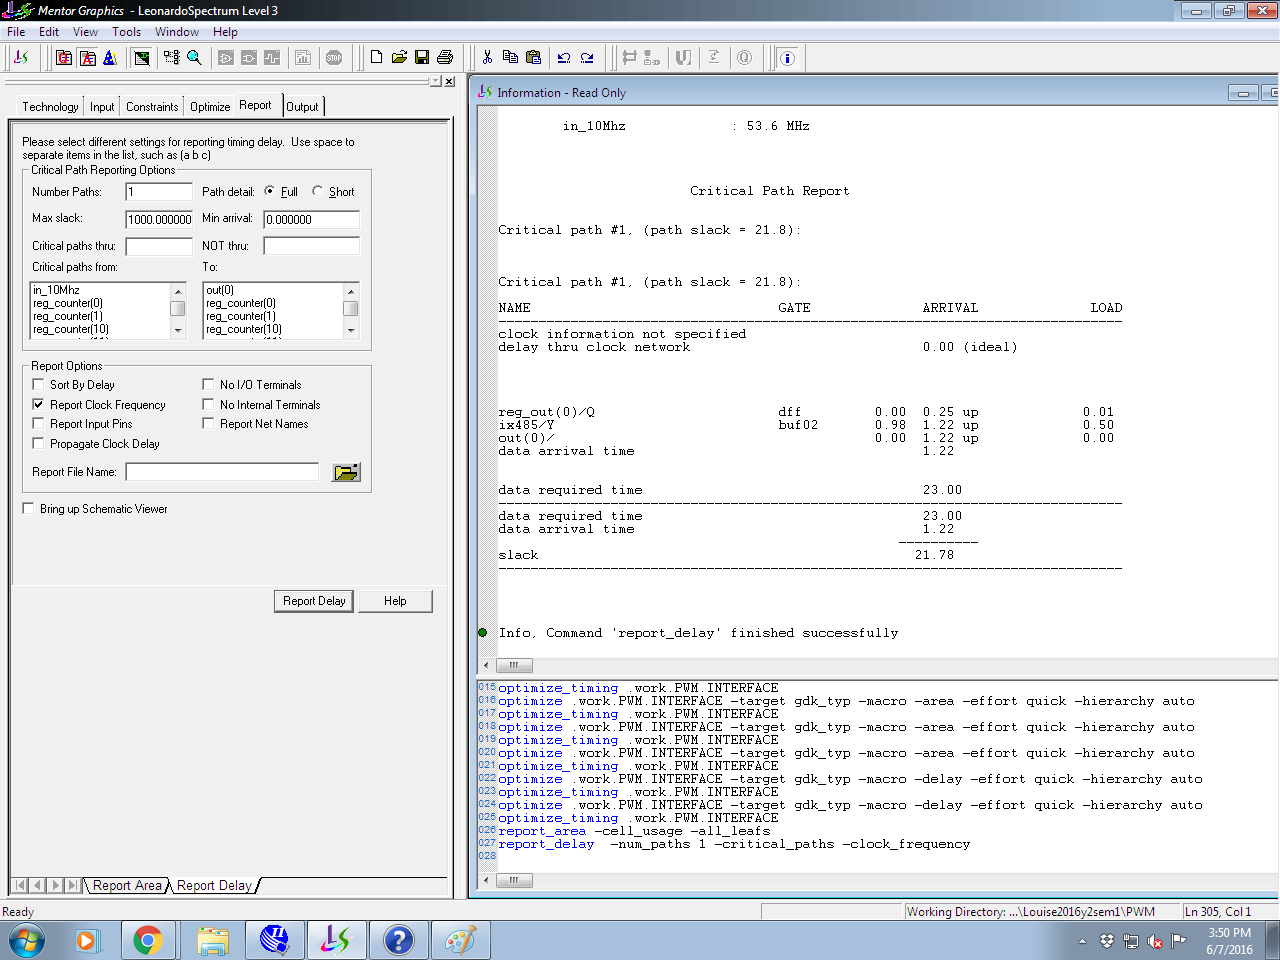 Mentor Graphics - LeonardoSpectrum Level 3
File Edit View Tools Window Help
Technology Input Constraints Optimize Report Output
Please select different settings for reporting timing delay. Use space to
separate items in the list, such as (a b c)
Critical Path Reporting Options
Number Paths: 1 Path detail: Full Short
Max slack: 1000.000000 Min arrival: 0.000000
Critical paths thru: NOT thru:
Critical paths from: To:
in_10Mhz out(0)
reg_counter(0) reg_counter(0)
reg_counter(1) reg_counter(1)
reg_counter(10) reg_counter(10)
Report Options
Sort By Delay No I/O Terminals
Report Clock Frequency No Internal Terminals
Report Input Pins Report Net Names
Propagate Clock Delay
Report File Name:
Bring up Schematic Viewer
Report Delay Help
Report Area Report Delay
Information - Read Only
in_10Mhz : 53.6 MHz
Critical Path Report
Critical path #1, (path slack = 21.8):
Critical path #1, (path slack = 21.8):
NAME GATE ARRIVAL LOAD
clock information not specified
delay thru clock network 0.00 (ideal)
reg_out(0)/Q dff 0.00 0.25 up 0.01
ix485/Y buf02 0.98 1.22 up 0.50
out(0)/ 0.00 1.22 up 0.00
data arrival time 1.22
data required time 23.00
data required time 23.00
data arrival time 1.22
slack 21.78
Info, Command 'report_delay' finished successfully
015 optimize_timing .work.PWM.INTERFACE
016 optimize .work.PWM.INTERFACE -target gdk_typ -macro -area -effort quick -hierarchy auto
017 optimize_timing .work.PWM.INTERFACE
018 optimize .work.PWM.INTERFACE -target gdk_typ -macro -area -effort quick -hierarchy auto
019 optimize_timing .work.PWM.INTERFACE
020 optimize .work.PWM.INTERFACE -target gdk_typ -macro -area -effort quick -hierarchy auto
021 optimize_timing .work.PWM.INTERFACE
022 optimize .work.PWM.INTERFACE -target gdk_typ -macro -delay -effort quick -hierarchy auto
023 optimize_timing .work.PWM.INTERFACE
024 optimize .work.PWM.INTERFACE -target gdk_typ -macro -delay -effort quick -hierarchy auto
025 optimize_timing .work.PWM.INTERFACE
026 report_area -cell_usage -all_leafs
027 report_delay -num_paths 1 -critical_paths -clock_frequency
028
Ready Working Directory: ...\Louise2016y2sem1\PWM Ln 305, Col 1
3:50 PM
6/7/2016